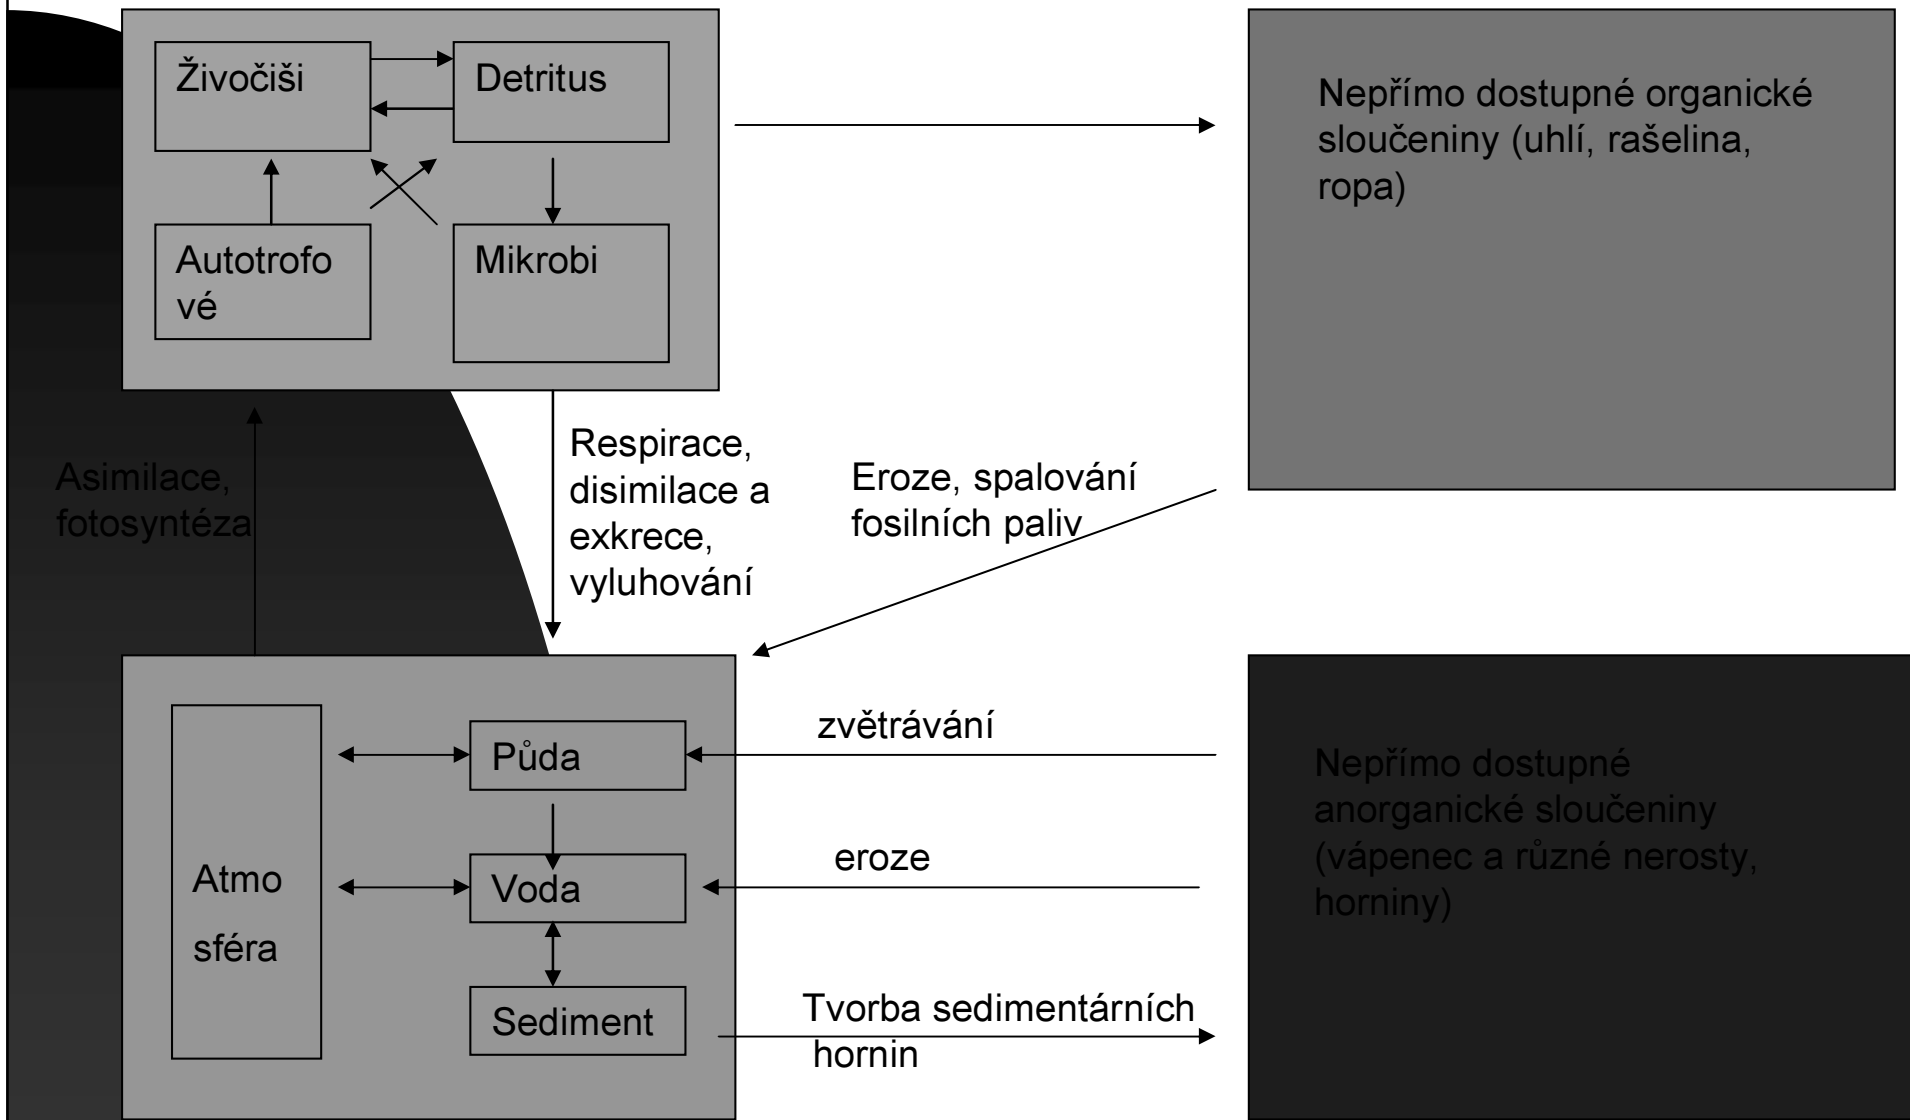 Živočiši
Detritus
Autotrofo
vé
Mikrobi
Nepřímo dostupné organické
sloučeniny (uhlí, rašelina,
ropa)
Asimilace,
fotosyntéza
Respirace,
disimilace a
exkrece,
vyluhování
Eroze, spalování
fosilních paliv
Atmo
sféra
Půda
Voda
Sediment
zvětrávání
eroze
Tvorba sedimentárních
hornin
Nepřímo dostupné
anorganické sloučeniny
(vápenec a různé nerosty,
horniny)